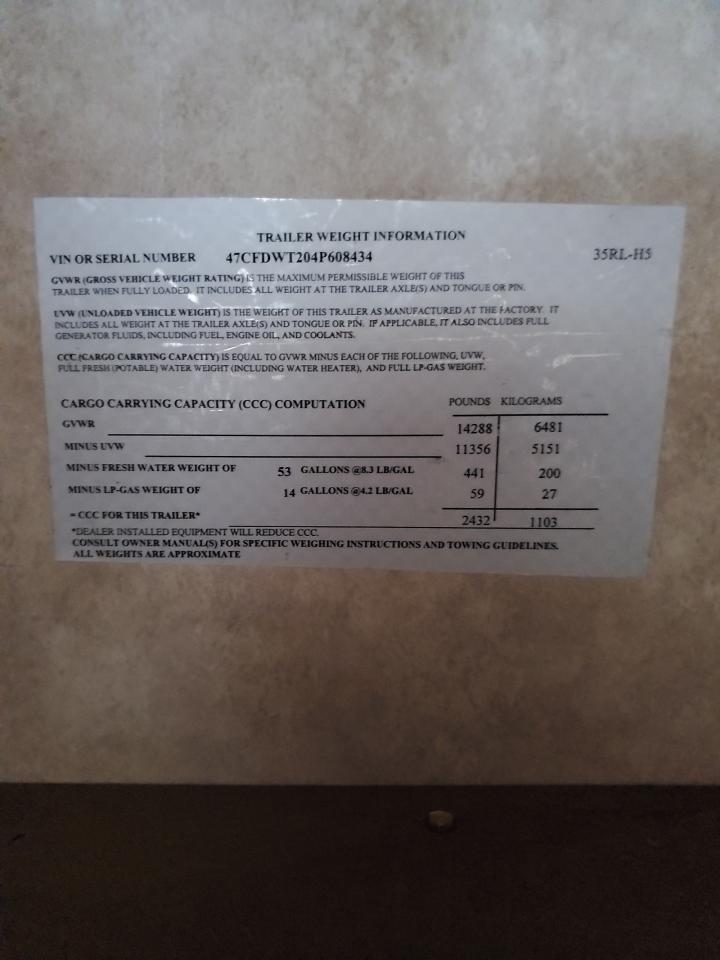 TRAILER WEIGHT INFORMATION
VIN OR SERIAL NUMBER 47CFDWT204P608434 35RL-H5
GVWR (GROSS VEHICLE WEIGHT RATING) IS THE MAXIMUM PERMISSIBLE WEIGHT OF THIS
TRAILER WHEN FULLY LOADED. IT INCLUDES ALL WEIGHT AT THE TRAILER AXLE(S) AND TONGUE OR PIN.
UVW (UNLOADED VEHICLE WEIGHT) IS THE WEIGHT OF THIS TRAILER AS MANUFACTURED AT THE FACTORY. IT
INCLUDES ALL WEIGHT AT THE TRAILER AXLE(S) AND TONGUE OR PIN. IF APPLICABLE, IT ALSO INCLUDES FULL
GENERATOR FLUIDS, INCLUDING FUEL, ENGINE OIL, AND COOLANTS.
CCC (CARGO CARRYING CAPACITY) IS EQUAL TO GVWR MINUS EACH OF THE FOLLOWING, UVW,
FULL FRESH (POTABLE) WATER WEIGHT (INCLUDING WATER HEATER), AND FULL LP-GAS WEIGHT.
CARGO CARRYING CAPACITY (CCC) COMPUTATION POUNDS KILOGRAMS
GVWR 14288 6481
MINUS UVW 11356 5151
MINUS FRESH WATER WEIGHT OF 53 GALLONS @8.3 LB/GAL 441 200
MINUS LP-GAS WEIGHT OF 14 GALLONS @4.2 LB/GAL 59 27
= CCC FOR THIS TRAILER* 2432 1103
*DEALER INSTALLED EQUIPMENT WILL REDUCE CCC.
CONSULT OWNER MANUAL(S) FOR SPECIFIC WEIGHING INSTRUCTIONS AND TOWING GUIDELINES.
ALL WEIGHTS ARE APPROXIMATE